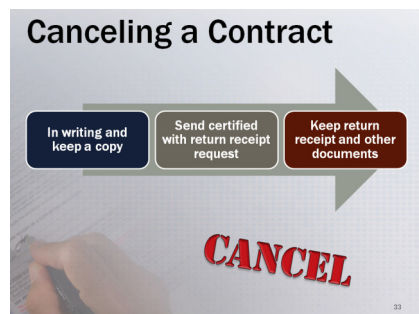 Canceling a Contract
In writing and
keep a copy
Send certified
with return receipt
request
Keep return
receipt and other
documents
CANCEL
33